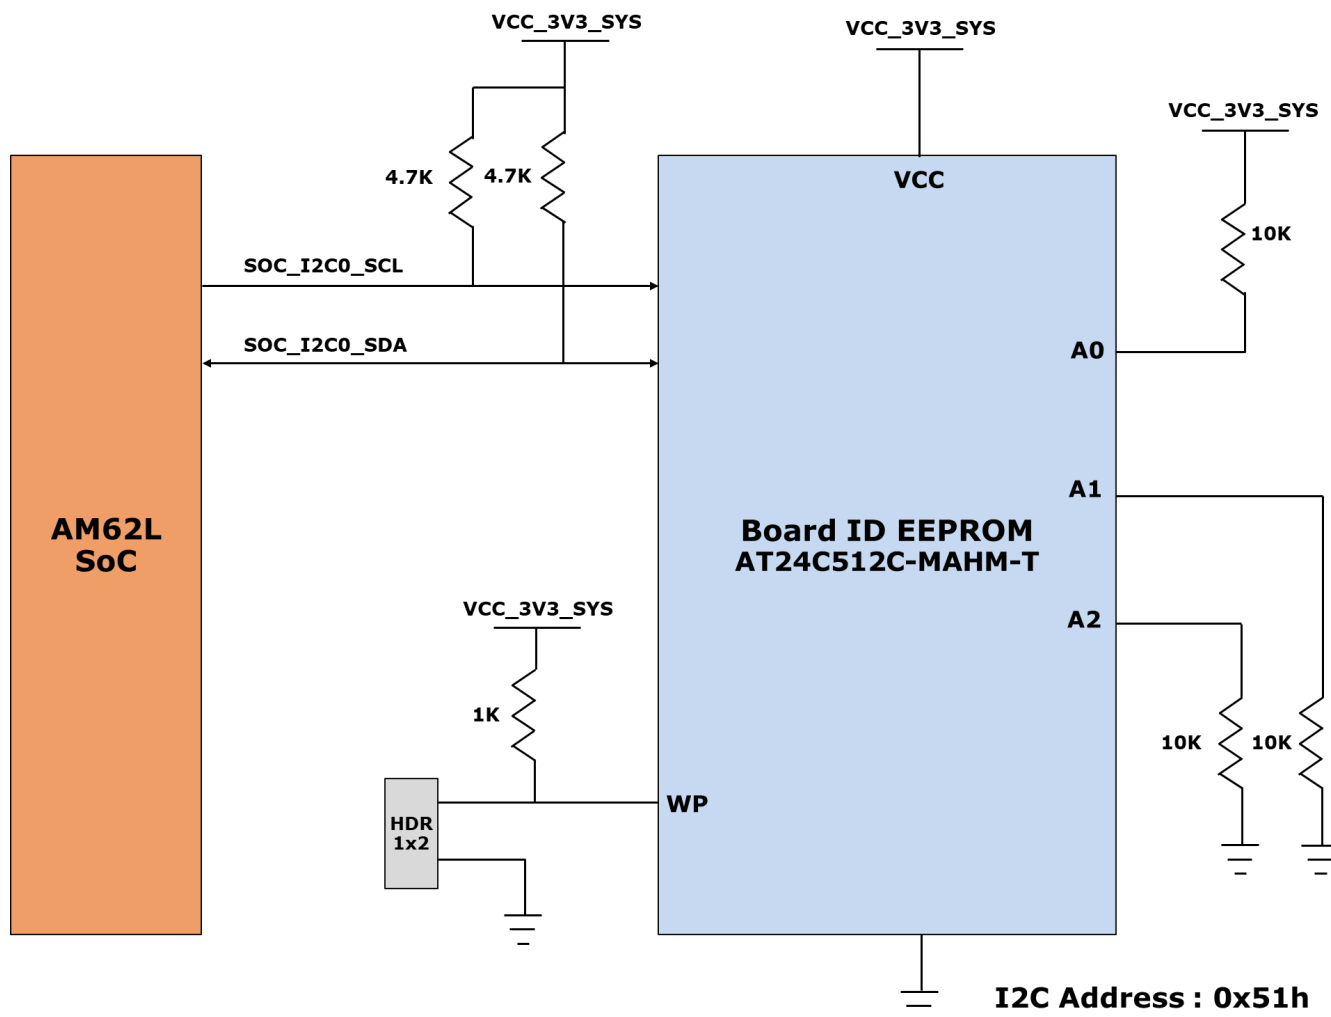 VCC_3V3_SYS
VCC_3V3_SYS
VCC_3V3_SYS
4.7K
4.7K
VCC
10K
SOC_I2C0_SCL
SOC_I2C0_SDA
A0
A1
AM62L
SoC
Board ID EEPROM
AT24C512C-MAHM-T
VCC_3V3_SYS
A2
1K
10K
10K
WP
HDR
1x2
I2C Address : 0x51h